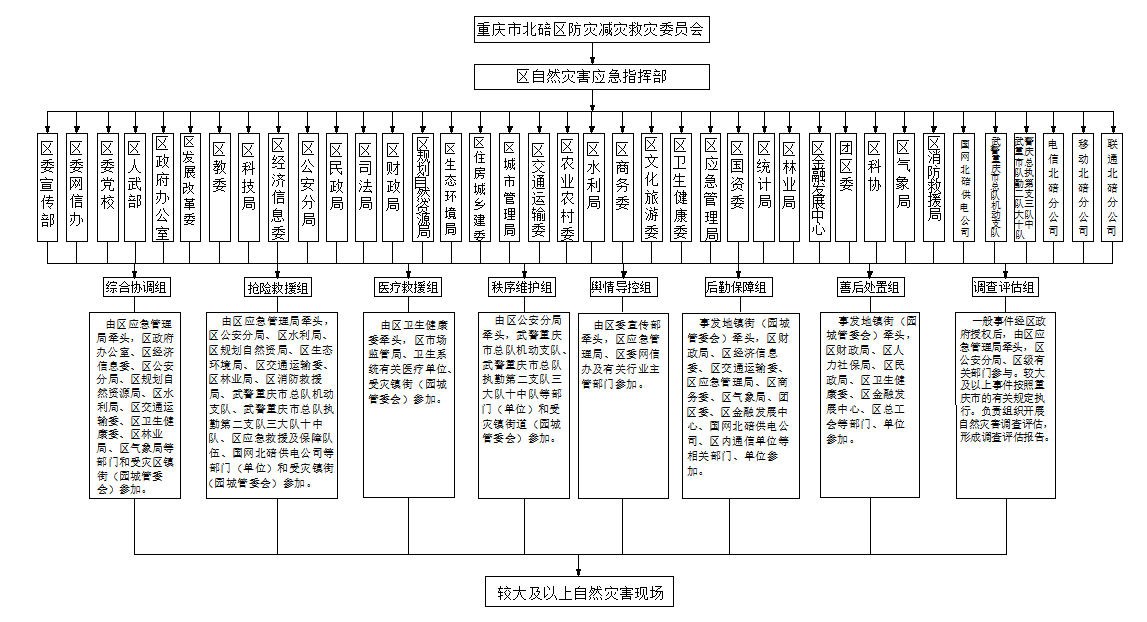 重庆市北碚区防灾减灾救灾委员会
区自然灾害应急指挥部
区委宣传部
区委网信办
区委党校
区人武部
区政府办公室
区发展改革委
区教委
区科技局
区经济信息委
区公安分局
区民政局
区司法局
区财政局
区规划自然资源局
区生态环境局
区住房城乡建委
区城市管理局
区交通运输委
区农业农村委
区水利局
区商务委
区文化旅游委
区卫生健康委
区应急管理局
区国资委
区统计局
区林业局
区金融发展中心
团区委
区科协
区气象局
区消防救援局
国网北碚供电公司
武警重庆市总队机动支队
武警重庆市总队执勤第二支队三大队十中队
电信北碚分公司
移动北碚分公司
联通北碚分公司
综合协调组
抢险救援组
医疗救援组
秩序维护组
舆情导控组
后勤保障组
善后处置组
调查评估组
由区应急管理
局牵头，区政府
办公室、区经济
信息委、区公安
分局、区规划自
然资源局、区水
利局、区交通运
输委、区卫生健
康委、区林业
局、区气象局等
部门和受灾区镇
街（园城管委
会）参加。
由区应急管理局牵头，
区公安分局、区水利局、
区规划自然资局、区生态
环境局、区交通运输委、
区林业局、区消防救援
局、武警重庆市总队机动
支队、武警重庆市总队执
勤第二支队三大队十中
队、区应急救援及保障队
伍、国网北碚供电公司等
部门（单位）和受灾镇街
（园城管委会）参加。
由区卫生健康
委牵头，区市场
监管局、卫生系
统有关医疗单位、
受灾镇街（园城
管委会）参加。
由区公安分局
牵头，武警重庆
市总队机动支队、
武警重庆市总队
执勤第二支队三
大队十中队等部
门（单位）和受
灾镇街道（园城
管委会）参加。
由区委宣传部
牵头，区应急管
理局、区委网信
办及有关行业主
管部门参加。
事发地镇街（园城
管委会）牵头，区财
政局、区经济信息
委、区交通运输委、
区应急管理局、区商
务委、区气象局、团
区委、区金融发展中
心、国网北碚供电公
司、区内通信单位等
相关部门、单位参
加。
事发地镇街（园城
管委会）牵头，
区财政局、区人
力社保局、区民
政局、区卫生健
康委、区金融发
展中心、区总工
会等部门、单位
参加。
一般事件经区政
府授权后，由区应
急管理局牵头，区
公安分局、区级有
关部门参与。较大
及以上事件按照重
庆市的有关规定执
行。负责组织开展
自然灾害调查评估，
形成调查评估报告。
较大及以上自然灾害现场